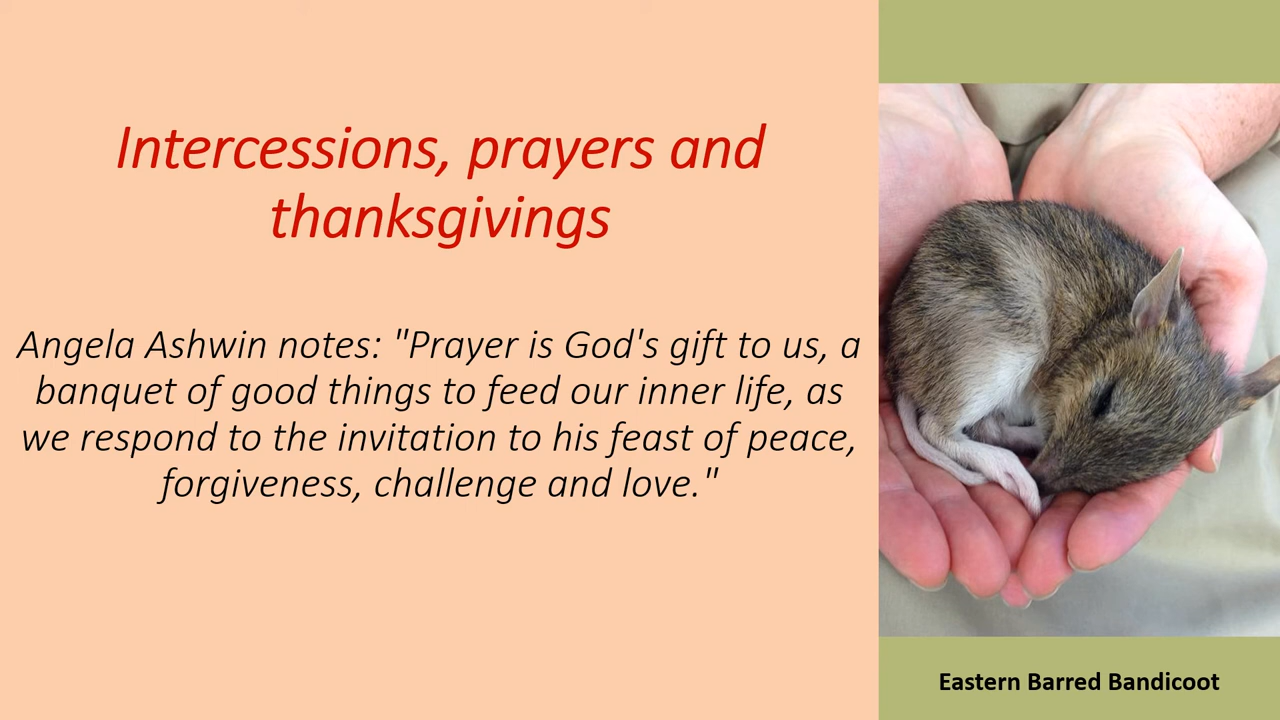 Intercessions, prayers and
thanksgivings
Angela Ashwin notes: "Prayer is God's gift to us, a
banquet of good things to feed our inner life, as
we respond to the invitation to his feast of peace,
forgiveness, challenge and love."
Eastern Barred Bandicoot